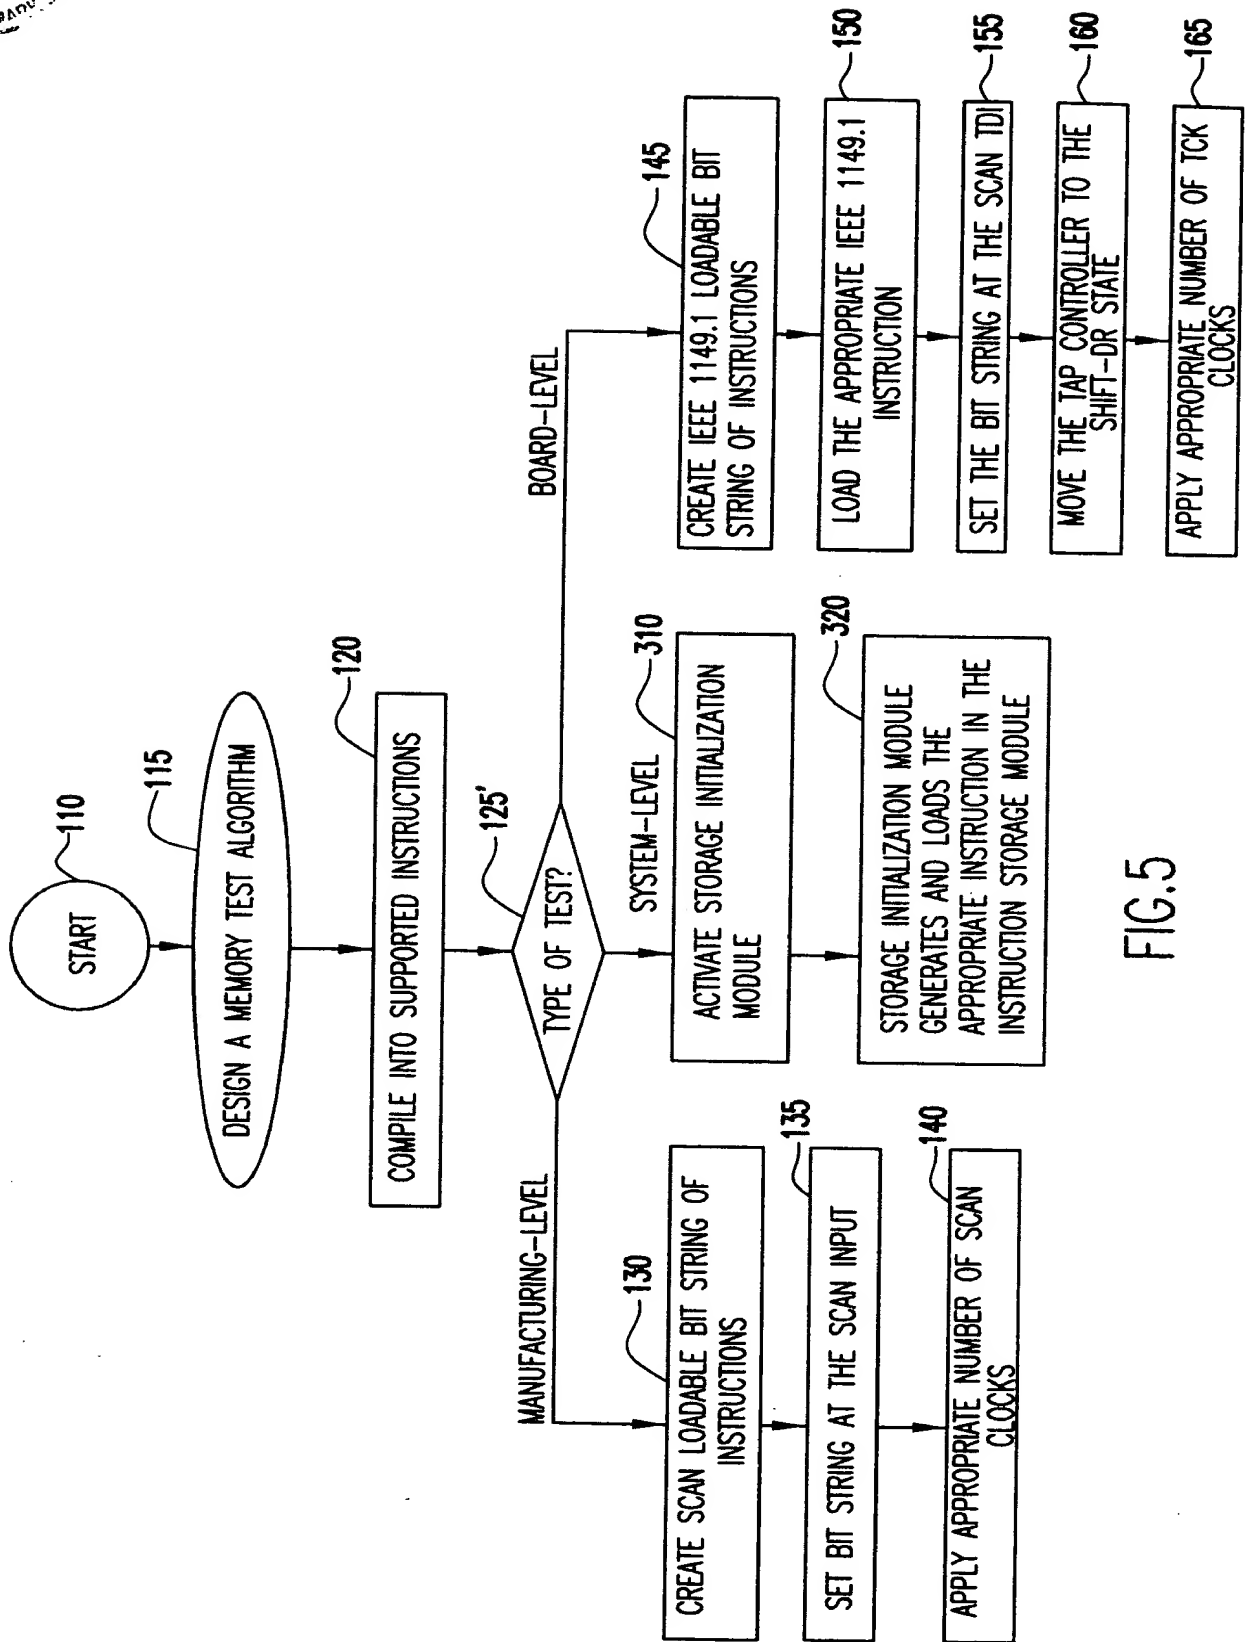 START
110
DESIGN A MEMORY TEST ALGORITHM
115
COMPILE INTO SUPPORTED INSTRUCTIONS
120
TYPE OF TEST?
125'
MANUFACTURING-LEVEL
CREATE SCAN LOADABLE BIT STRING OF
INSTRUCTIONS
130
SET BIT STRING AT THE SCAN INPUT
135
APPLY APPROPRIATE NUMBER OF SCAN
CLOCKS
140
SYSTEM-LEVEL
ACTIVATE STORAGE INITIALIZATION
MODULE
310
STORAGE INITIALIZATION MODULE
GENERATES AND LOADS THE
APPROPRIATE INSTRUCTION IN THE
INSTRUCTION STORAGE MODULE
320
BOARD-LEVEL
CREATE IEEE 1149.1 LOADABLE BIT
STRING OF INSTRUCTIONS
145
LOAD THE APPROPRIATE IEEE 1149.1
INSTRUCTION
150
SET THE BIT STRING AT THE SCAN TDI
155
MOVE THE TAP CONTROLLER TO THE
SHIFT-DR STATE
160
APPLY APPROPRIATE NUMBER OF TCK
CLOCKS
165
FIG.5